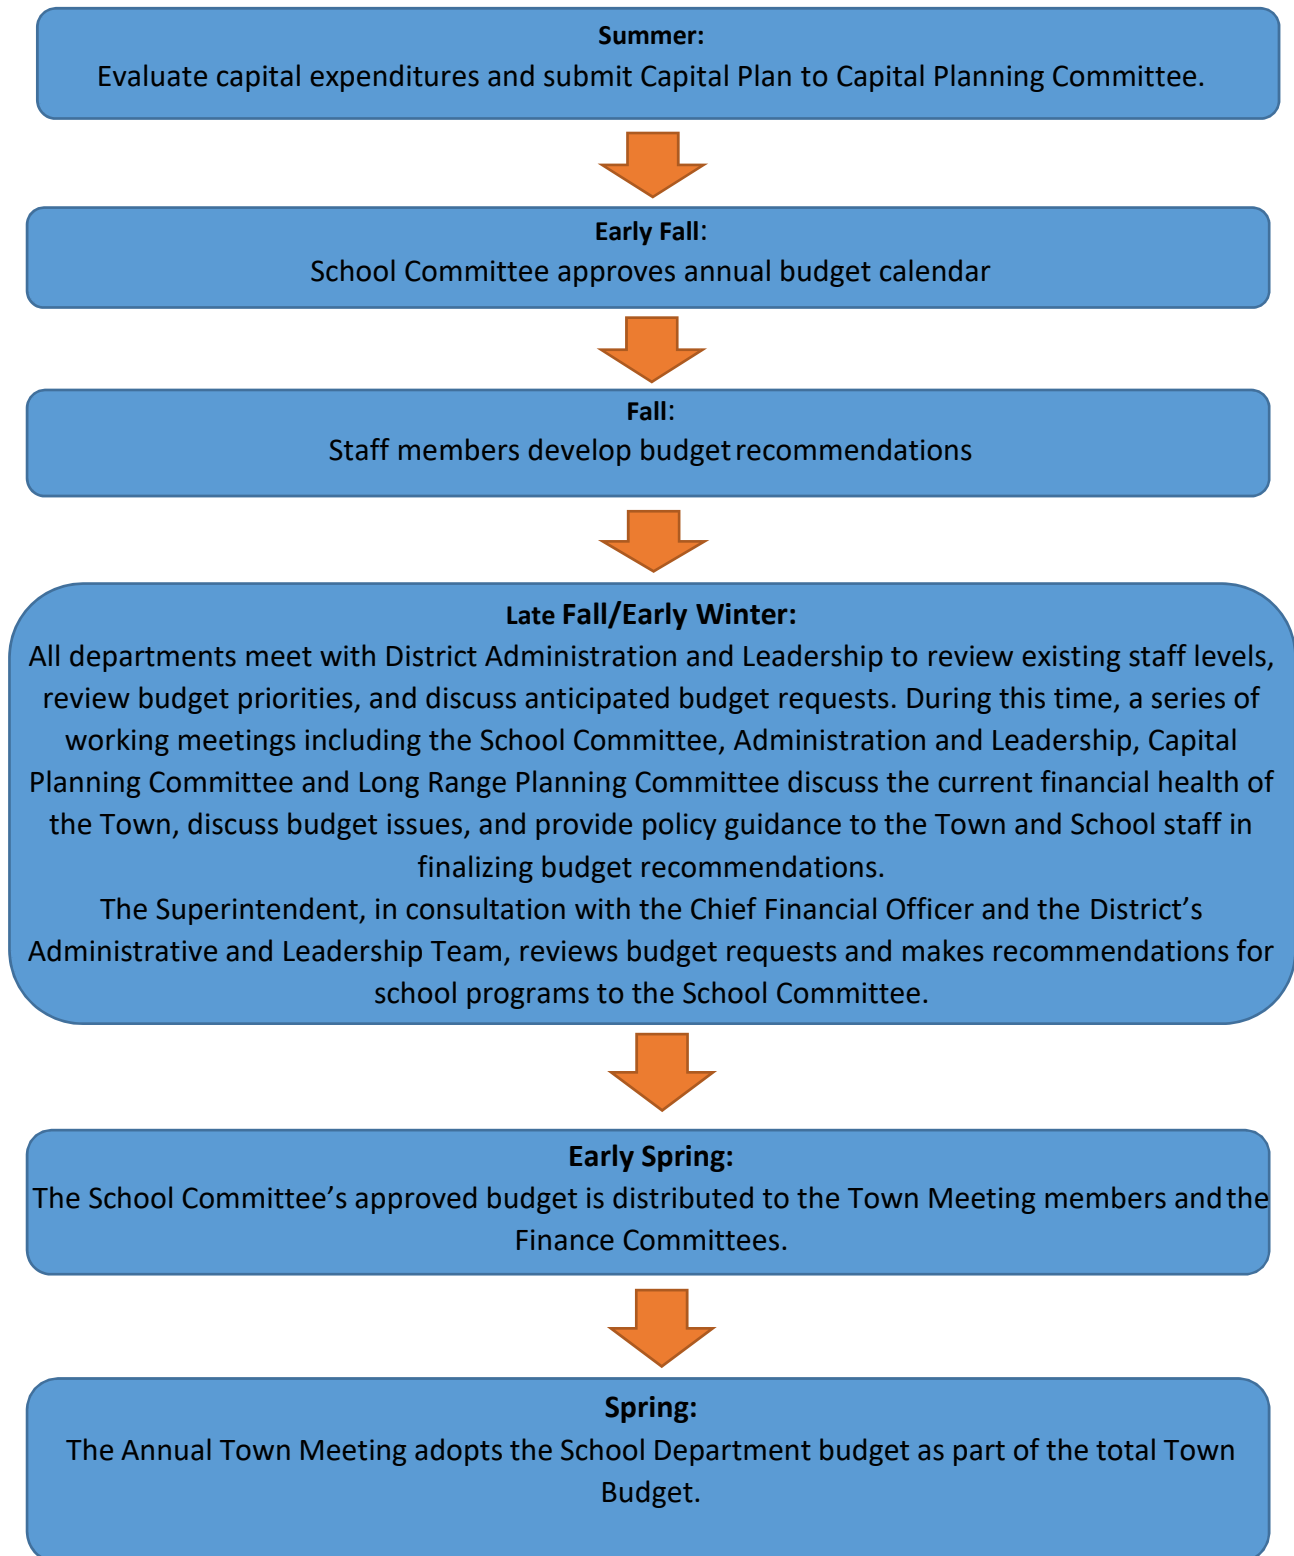 Summer:
Evaluate capital expenditures and submit Capital Plan to Capital Planning Committee.
Early Fall:
School Committee approves annual budget calendar
Fall:
Staff members develop budget recommendations
Late Fall/Early Winter:
All departments meet with District Administration and Leadership to review existing staff levels,
review budget priorities, and discuss anticipated budget requests. During this time, a series of
working meetings including the School Committee, Administration and Leadership, Capital
Planning Committee and Long Range Planning Committee discuss the current financial health of
the Town, discuss budget issues, and provide policy guidance to the Town and School staff in
finalizing budget recommendations.
The Superintendent, in consultation with the Chief Financial Officer and the District’s
Administrative and Leadership Team, reviews budget requests and makes recommendations for
school programs to the School Committee.
Early Spring:
The School Committee’s approved budget is distributed to the Town Meeting members and the
Finance Committees.
Spring:
The Annual Town Meeting adopts the School Department budget as part of the total Town
Budget.